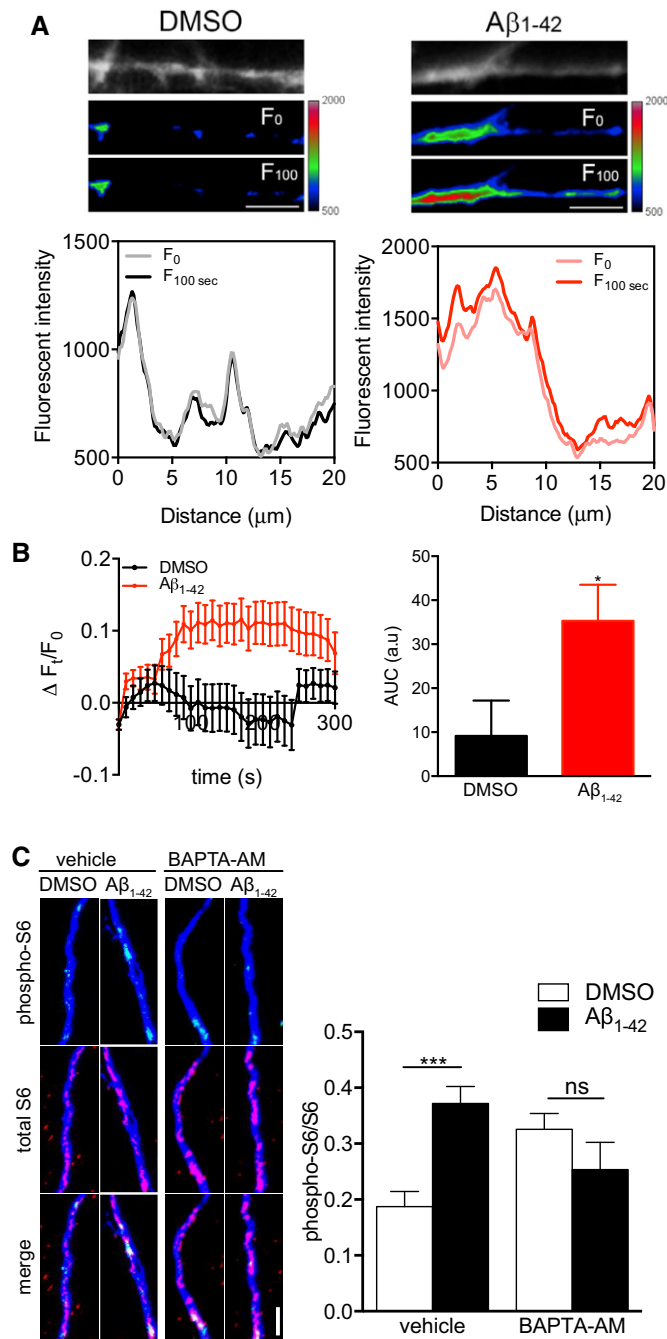 A
DMSO
Aβ1-42
F0
F100
2000
500
F0
F100
2000
500
Fluorescent intensity
1500
1000
500
F0
F100 sec
0 5 10 15 20
Distance (μm)
Fluorescent intensity
2000
1500
1000
500
F0
F100 sec
0 5 10 15 20
Distance (μm)
B
Δ Ft/F0
0.2
0.1
0.0
-0.1
DMSO
Aβ1-42
100 200 300
time (s)
AUC (a.u)
50
40
30
20
10
0
*
DMSO
Aβ1-42
C
vehicle
BAPTA-AM
DMSO Aβ1-42 DMSO Aβ1-42
phospho-S6
total S6
merge
DMSO
Aβ1-42
phospho-S6/S6
0.5
0.4
0.3
0.2
0.1
0.0
***
ns
vehicle
BAPTA-AM